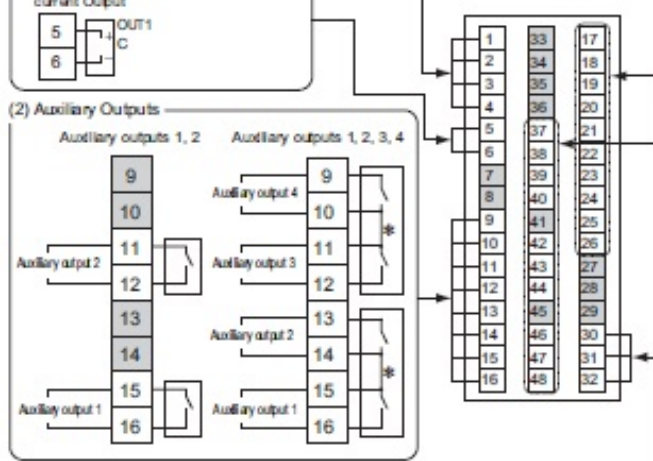 current Output
5
+
OUT1
C
6
−
(2) Auxiliary Outputs
Auxiliary outputs 1, 2
Auxiliary outputs 1, 2, 3, 4
9
10
Auxiliary output 2
11
12
13
14
Auxiliary output 1
15
16
Auxiliary output 4
9
10
*
Auxiliary output 3
11
12
Auxiliary output 2
13
14
*
Auxiliary output 1
15
16
1 33 17
2 34 18
3 35 19
4 36 20
5 37 21
6 38 22
7 39 23
8 40 24
9 41 25
10 42 26
11 43 27
12 44 28
13 45 29
14 46 30
15 47 31
16 48 32